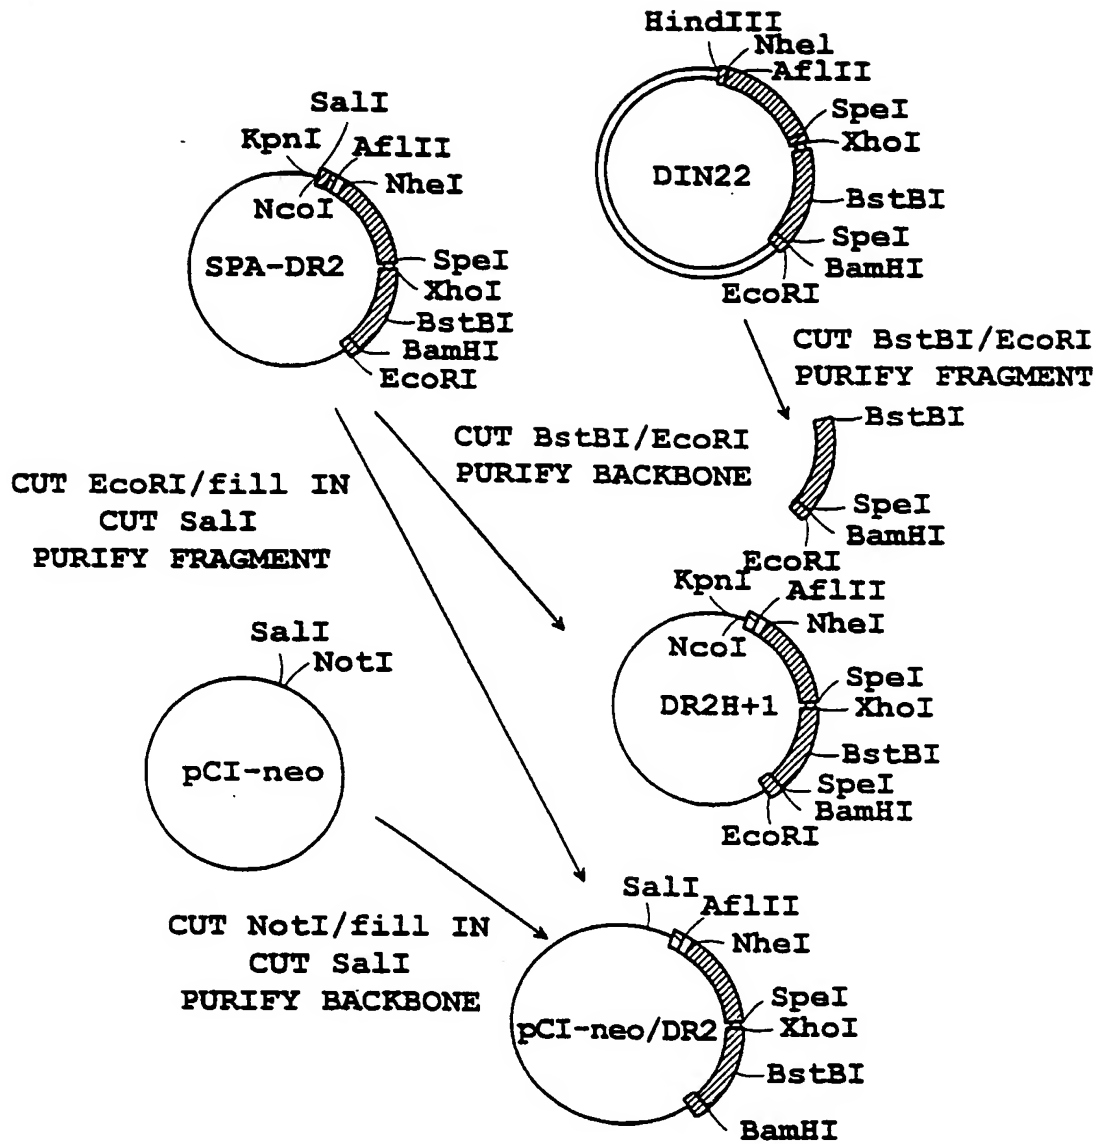 HindIII
Nhel
AflII
SpeI
XhoI
DIN22
BstBI
SpeI
BamHI
EcoRI
SalI
KpnI
AflII
NheI
NcoI
SPA-DR2
SpeI
XhoI
BstBI
BamHI
EcoRI
CUT BstBI/EcoRI
PURIFY FRAGMENT
BstBI
SpeI
BamHI
EcoRI
CUT BstBI/EcoRI
PURIFY BACKBONE
CUT EcoRI/fill IN
CUT SalI
PURIFY FRAGMENT
KpnI
AflII
NheI
NcoI
SpeI
XhoI
DR2H+1
BstBI
SpeI
BamHI
EcoRI
SalI
NotI
pCI-neo
CUT NotI/fill IN
CUT SalI
PURIFY BACKBONE
SalI
AflII
NheI
SpeI
XhoI
pCI-neo/DR2
BstBI
BamHI